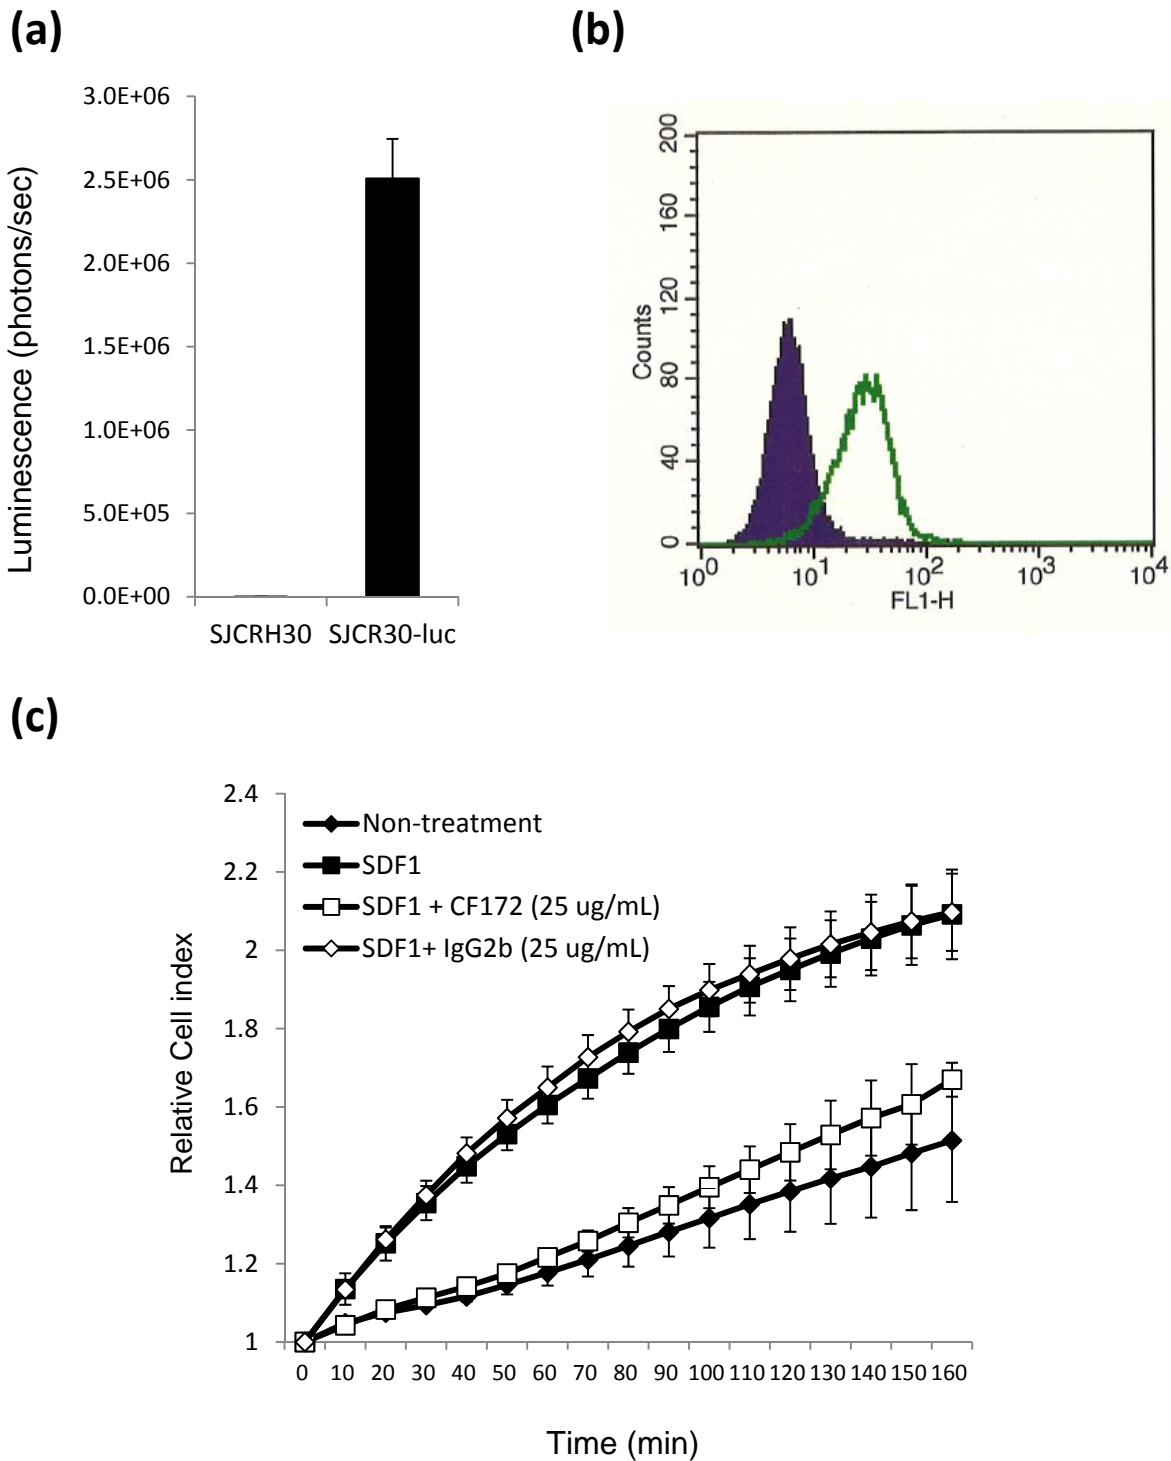 (a)
(b)
3.0E+06
2.5E+06
2.0E+06
1.5E+06
1.0E+06
5.0E+05
0.0E+00
Luminescence (photons/sec)
SJCRH30 SJCR30-luc
200
160
120
80
40
0
Counts
10^0 10^1 10^2 10^3 10^4
FL1-H
(c)
2.4
2.2
2
1.8
1.6
1.4
1.2
1
Relative Cell index
Non-treatment
SDF1
SDF1 + CF172 (25 ug/mL)
SDF1+ IgG2b (25 ug/mL)
0 10 20 30 40 50 60 70 80 90 100 110 120 130 140 150 160
Time (min)